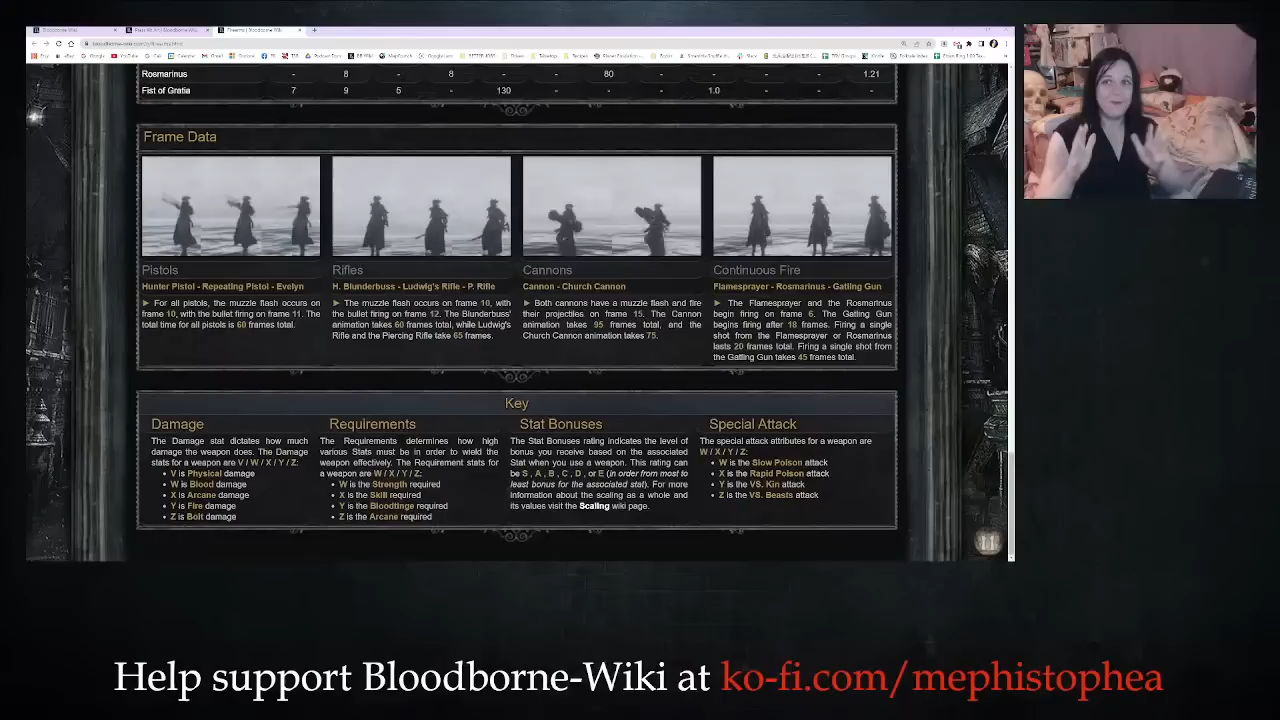 Bloodborne Wiki
Firearms | Bloodborne Wiki
Rosmarinus - 8 - 8 - 80 - - - 1.21
Fist of Gratia 7 9 5 - 130 - - 1.0 - - -
Frame Data
Pistols
Hunter Pistol - Repeating Pistol - Evelyn
► For all pistols, the muzzle flash occurs on
frame 10, with the bullet firing on frame 11. The
total time for all pistols is 60 frames total.
Rifles
H. Blunderbuss - Ludwig's Rifle - P. Rifle
► The muzzle flash occurs on frame 10, with
the bullet firing on frame 12. The Blunderbuss'
animation takes 60 frames total, while Ludwig's
Rifle and the Piercing Rifle take 65 frames.
Cannons
Cannon - Church Cannon
► Both cannons have a muzzle flash and fire
their projectiles on frame 15. The Cannon
animation takes 95 frames total, and the
Church Cannon animation takes 75.
Continuous Fire
Flamesprayer - Rosmarinus - Gatling Gun
► The Flamesprayer and the Rosmarinus
begin firing on frame 6. The Gatling Gun
begins firing after 18 frames. Firing a single
shot from the Flamesprayer or Rosmarinus
lasts 20 frames total. Firing a single shot from
the Gatling Gun takes 45 frames total.
Key
Damage
The Damage stat dictates how much
damage the weapon does. The Damage
stats for a weapon are V / W / X / Y / Z:
• V is Physical damage
• W is Blood damage
• X is Arcane damage
• Y is Fire damage
• Z is Bolt damage
Requirements
The Requirements determines how high
various Stats must be in order to wield the
weapon effectively. The Requirement stats for
a weapon are W / X / Y / Z:
• W is the Strength required
• X is the Skill required
• Y is the Bloodtinge required
• Z is the Arcane required
Stat Bonuses
The Stat Bonuses rating indicates the level of
bonus you receive based on the associated
Stat when you use a weapon. This rating can
be S , A , B , C , D , or E (in order from most to
least bonus for the associated stat). For more
information about the scaling as a whole and
its values visit the Scaling wiki page.
Special Attack
The special attack attributes for a weapon are
W / X / Y / Z:
• W is the Slow Poison attack
• X is the Rapid Poison attack
• Y is the VS. Kin attack
• Z is the VS. Beasts attack
Help support Bloodborne-Wiki at ko-fi.com/mephistophea